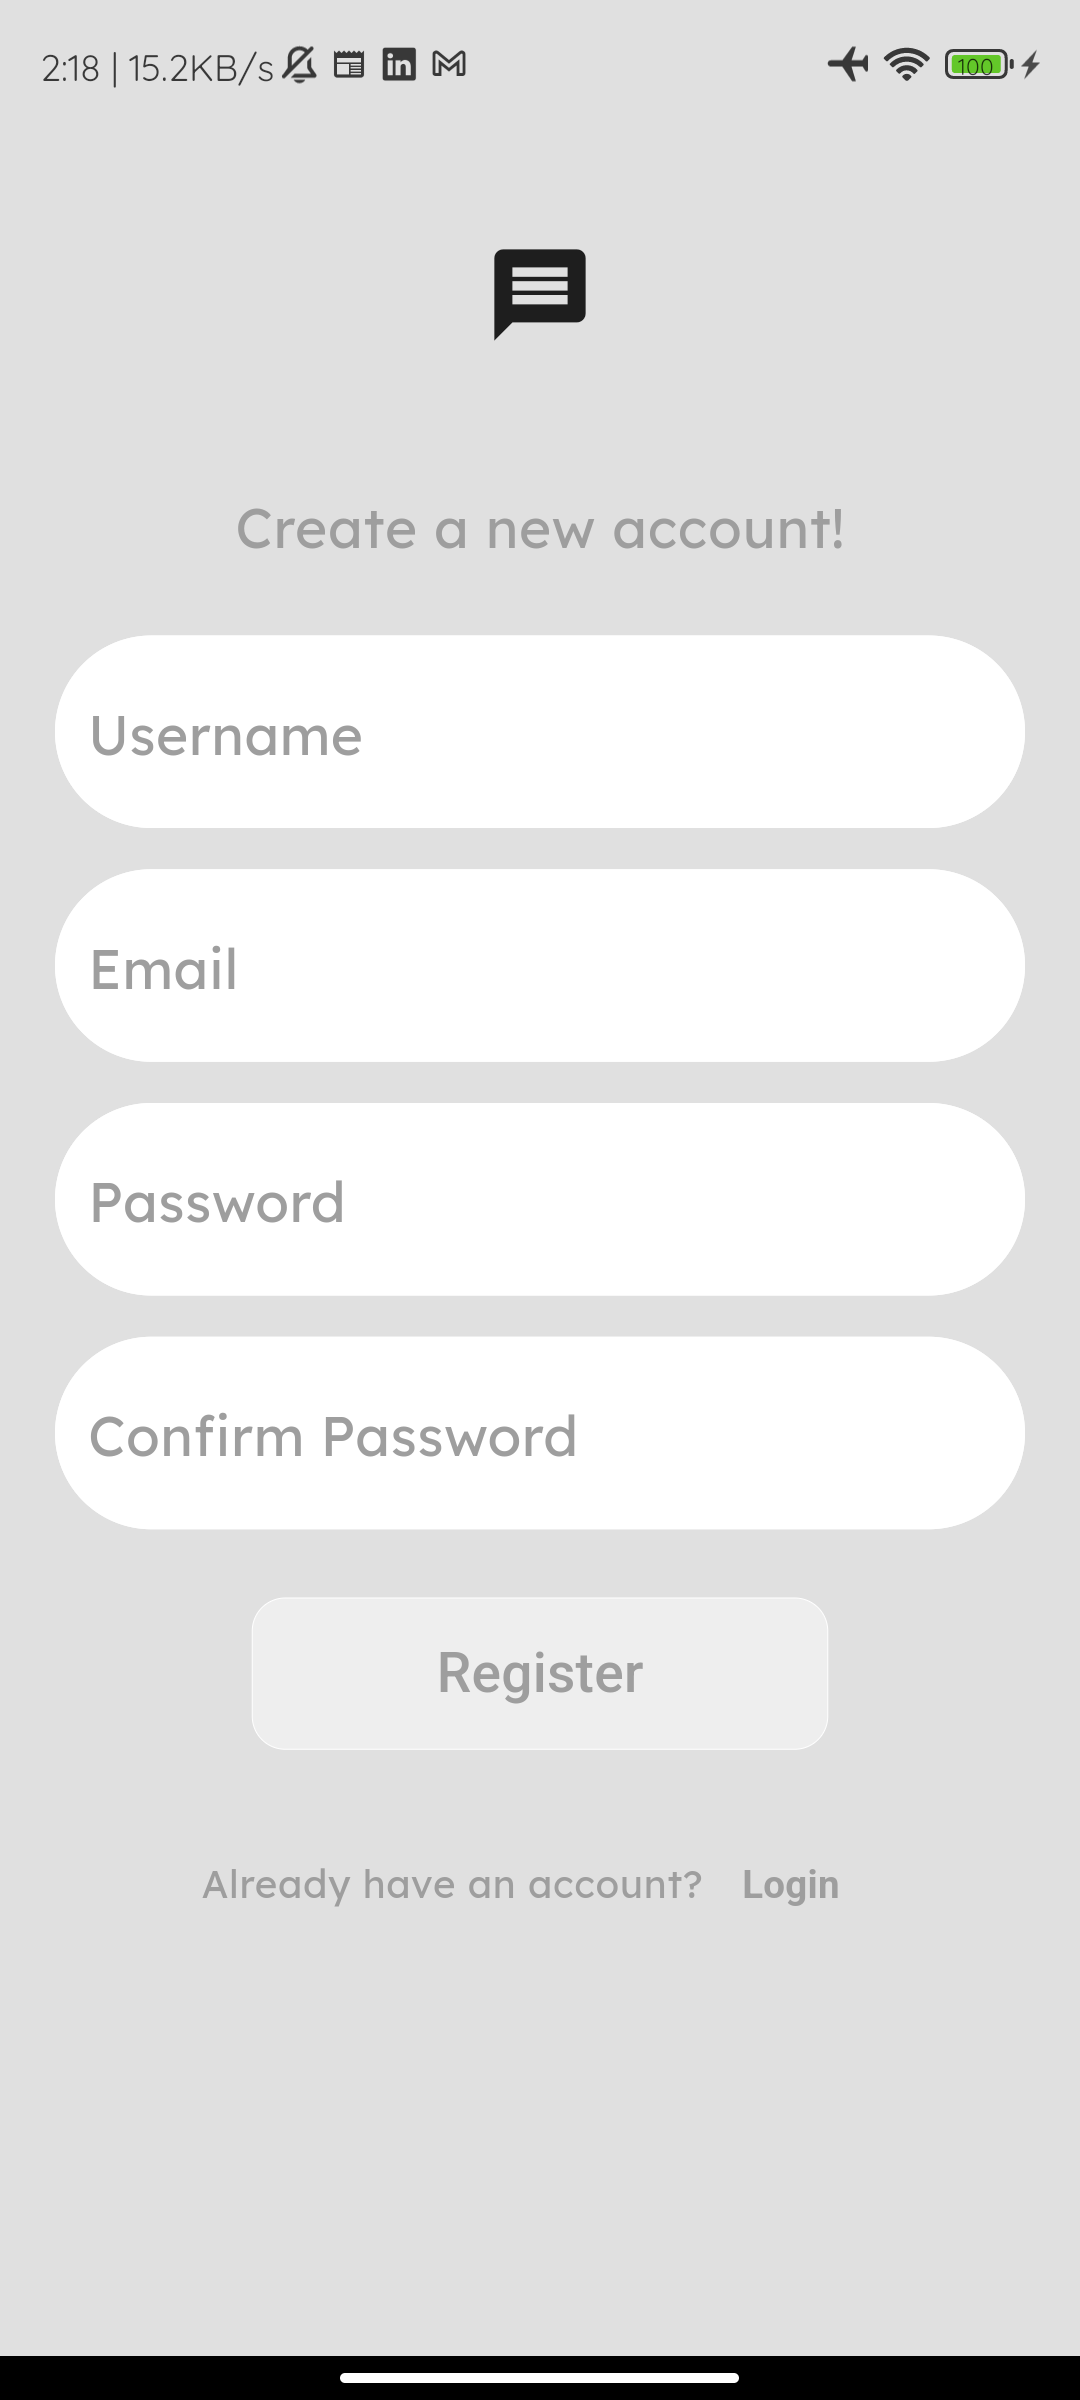 2:18 | 15.2KB/s 100
Create a new account!
Username
Email
Password
Confirm Password
Register
Already have an account? Login